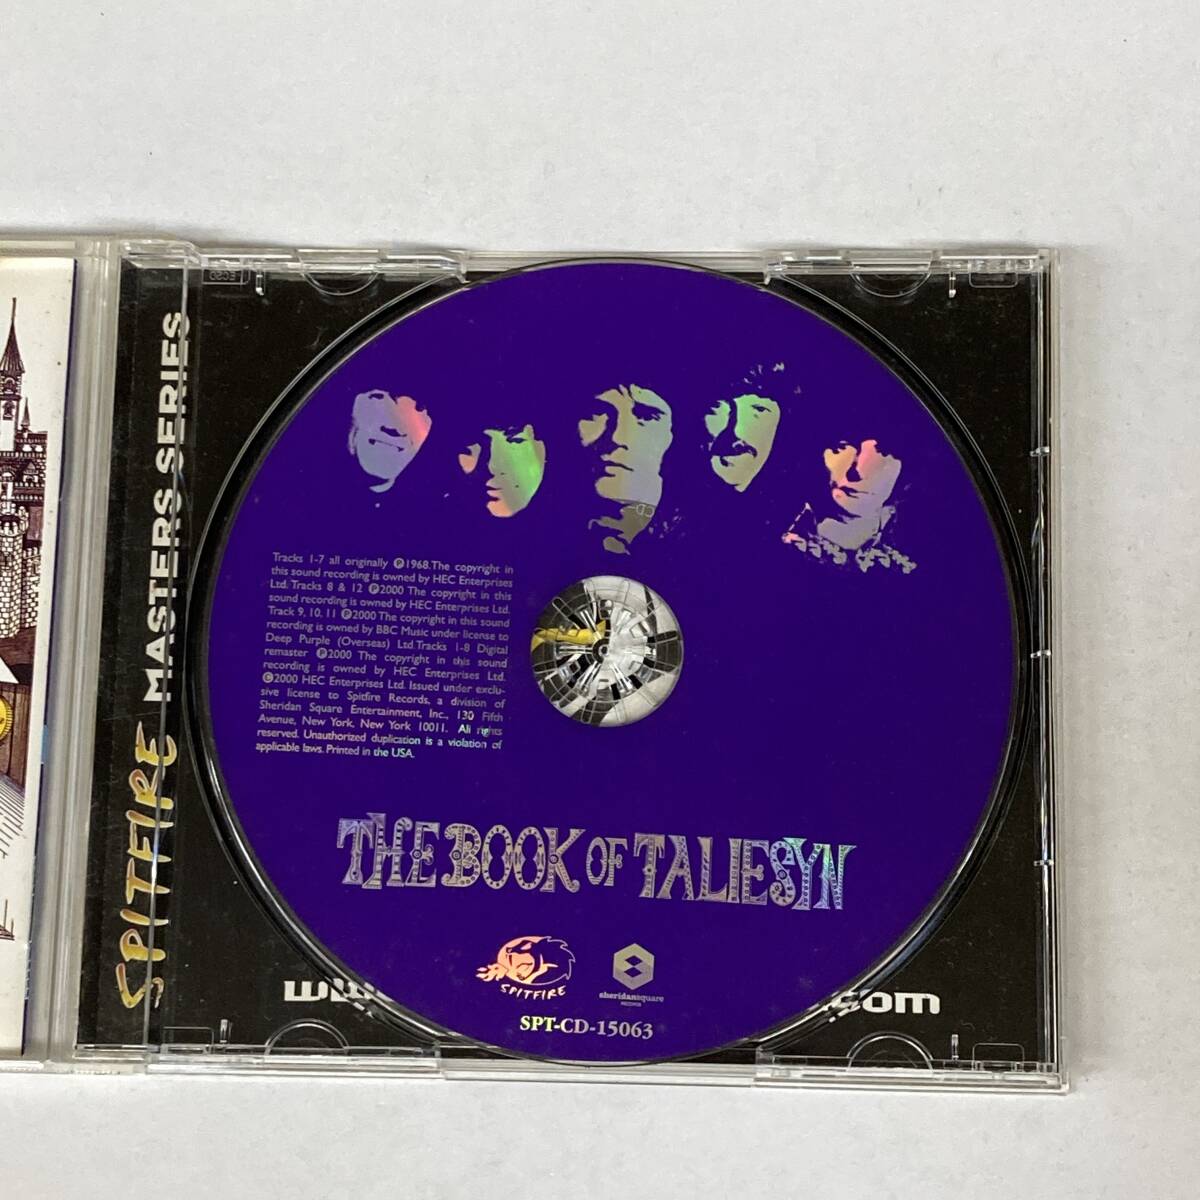 SPITFIRE MASTERS SERIES
Tracks 1-7 all originally ℗1968. The copyright in
this sound recording is owned by HEC Enterprises
Ltd. Tracks 8 & 12 ℗2000 The copyright in this
sound recording is owned by HEC Enterprises Ltd.
Track 9, 10, 11 ℗2000 The copyright in this sound
recording is owned by BBC Music under license to
Deep Purple (Overseas) Ltd. Tracks 1-8 Digital
remaster ℗2000 The copyright in this sound
recording is owned by HEC Enterprises Ltd.
©2000 HEC Enterprises Ltd. Issued under exclu-
sive license to Spitfire Records, a division of
Sheridan Square Entertainment, Inc., 130 Fifth
Avenue, New York, New York 10011. All rights
reserved. Unauthorized duplication is a violation of
applicable laws. Printed in the USA.
THE BOOK OF TALIESYN
SPITFIRE
sheridansquare
RECORDS
.com
SPT-CD-15063